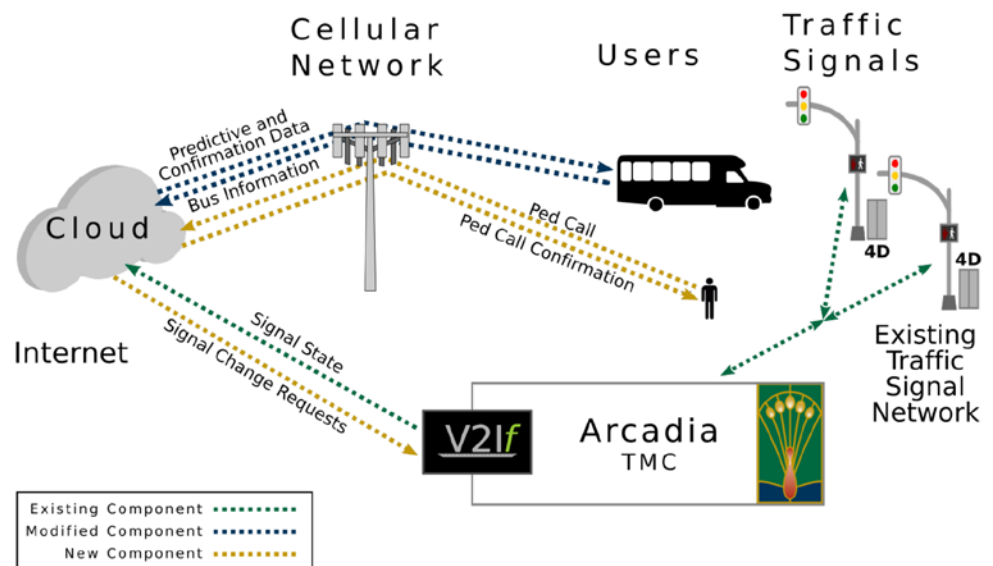 Cellular
Network
Users
Traffic
Signals
Predictive and
Confirmation Data
Bus Information
Cloud
Ped Call
Ped Call Confirmation
4D
4D
Internet
Signal State
Signal Change Requests
Existing
Traffic
Signal
Network
V2If
Arcadia
TMC
Existing Component
Modified Component
New Component